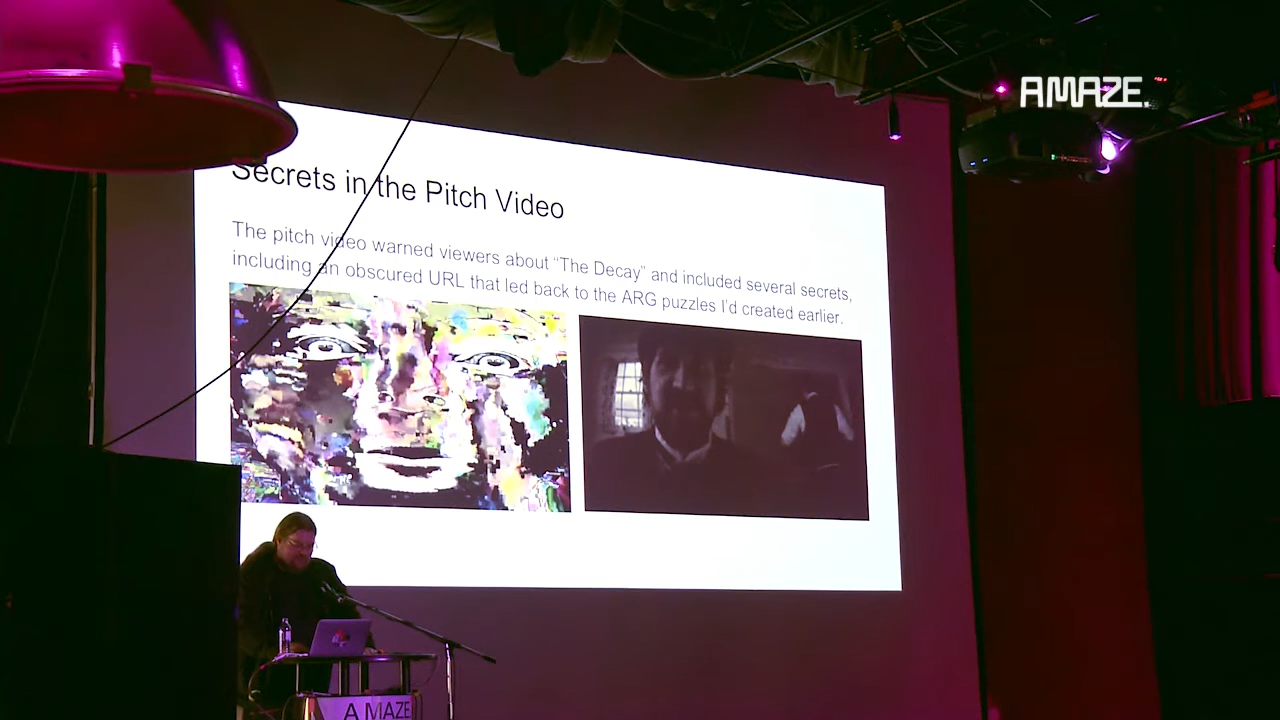 AMAZE.
Secrets in the Pitch Video
The pitch video warned viewers about “The Decay” and included several secrets,
including an obscured URL that led back to the ARG puzzles I’d created earlier.
A MAZE